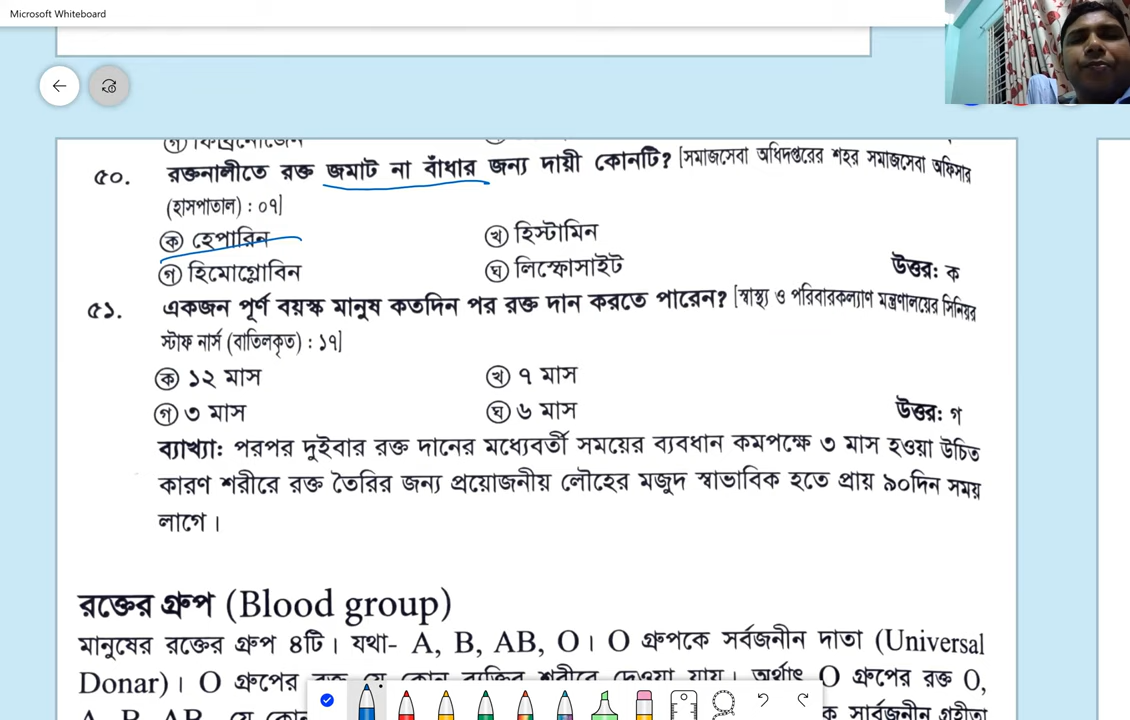 Microsoft Whiteboard
৫০. রক্তনালীতে রক্ত জমাট না বাঁধার জন্য দায়ী কোনটি? [সমাজসেবা অধিদপ্তরের শহর সমাজসেবা অফিসার
(হাসপাতাল) : ০৭]
ক হেপারিন খ হিস্টামিন
গ হিমোগ্লোবিন ঘ লিম্ফোসাইট উত্তর: ক
৫১. একজন পূর্ণ বয়স্ক মানুষ কতদিন পর রক্ত দান করতে পারেন? [স্বাস্থ্য ও পরিবারকল্যাণ মন্ত্রণালয়ের সিনিয়র
স্টাফ নার্স (বাতিলকৃত) : ১৭]
ক ১২ মাস খ ৭ মাস
গ ৩ মাস ঘ ৬ মাস উত্তর: গ
ব্যাখ্যা: পরপর দুইবার রক্ত দানের মধ্যেবর্তী সময়ের ব্যবধান কমপক্ষে ৩ মাস হওয়া উচিত
কারণ শরীরে রক্ত তৈরির জন্য প্রয়োজনীয় লৌহের মজুদ স্বাভাবিক হতে প্রায় ৯০দিন সময়
লাগে।
রক্তের গ্রুপ (Blood group)
মানুষের রক্তের গ্রুপ ৪টি। যথা- A, B, AB, O। O গ্রুপকে সর্বজনীন দাতা (Universal
Donar)। O গ্রুপের রক্ত যে কোন ব্যক্তির শরীরে দেওয়া যায়। অর্থাৎ O গ্রুপের রক্ত O,